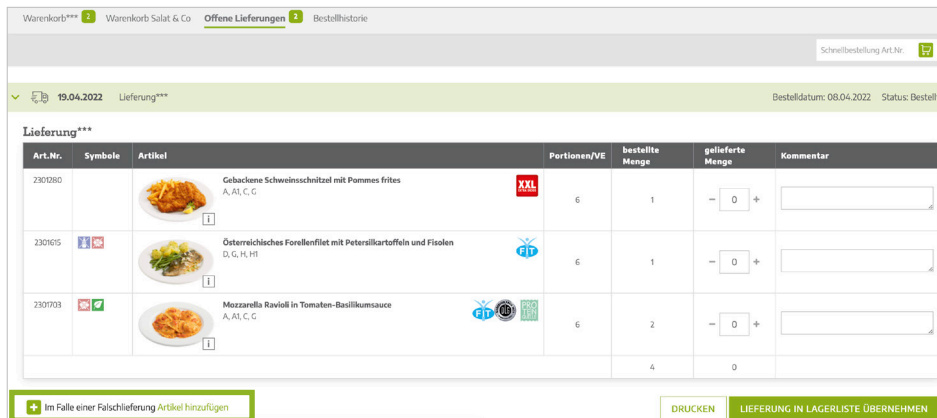 Warenkorb*** 2 Warenkorb Salat & Co Offene Lieferungen 2 Bestellhistorie
Schnellbestellung Art.Nr.
19.04.2022 Lieferung*** Bestelldatum: 08.04.2022 Status: Bestellt
Lieferung***
Art.Nr. Symbole Artikel Portionen/VE bestellte Menge gelieferte Menge Kommentar
2301280 Gebackene Schweinsschnitzel mit Pommes frites XXL
A, A1, C, G
i 6 1 − 0 +
2301615 Österreichisches Forellenfilet mit Petersilkartoffeln und Fisolen FIT
D, G, H, H1
i 6 1 − 0 +
2301703 Mozzarella Ravioli in Tomaten-Basilikumsauce FIT
A, A1, C, G
i 6 2 − 0 +
4 0
+ Im Falle einer Falschlieferung Artikel hinzufügen
DRUCKEN LIEFERUNG IN LAGERLISTE ÜBERNEHMEN